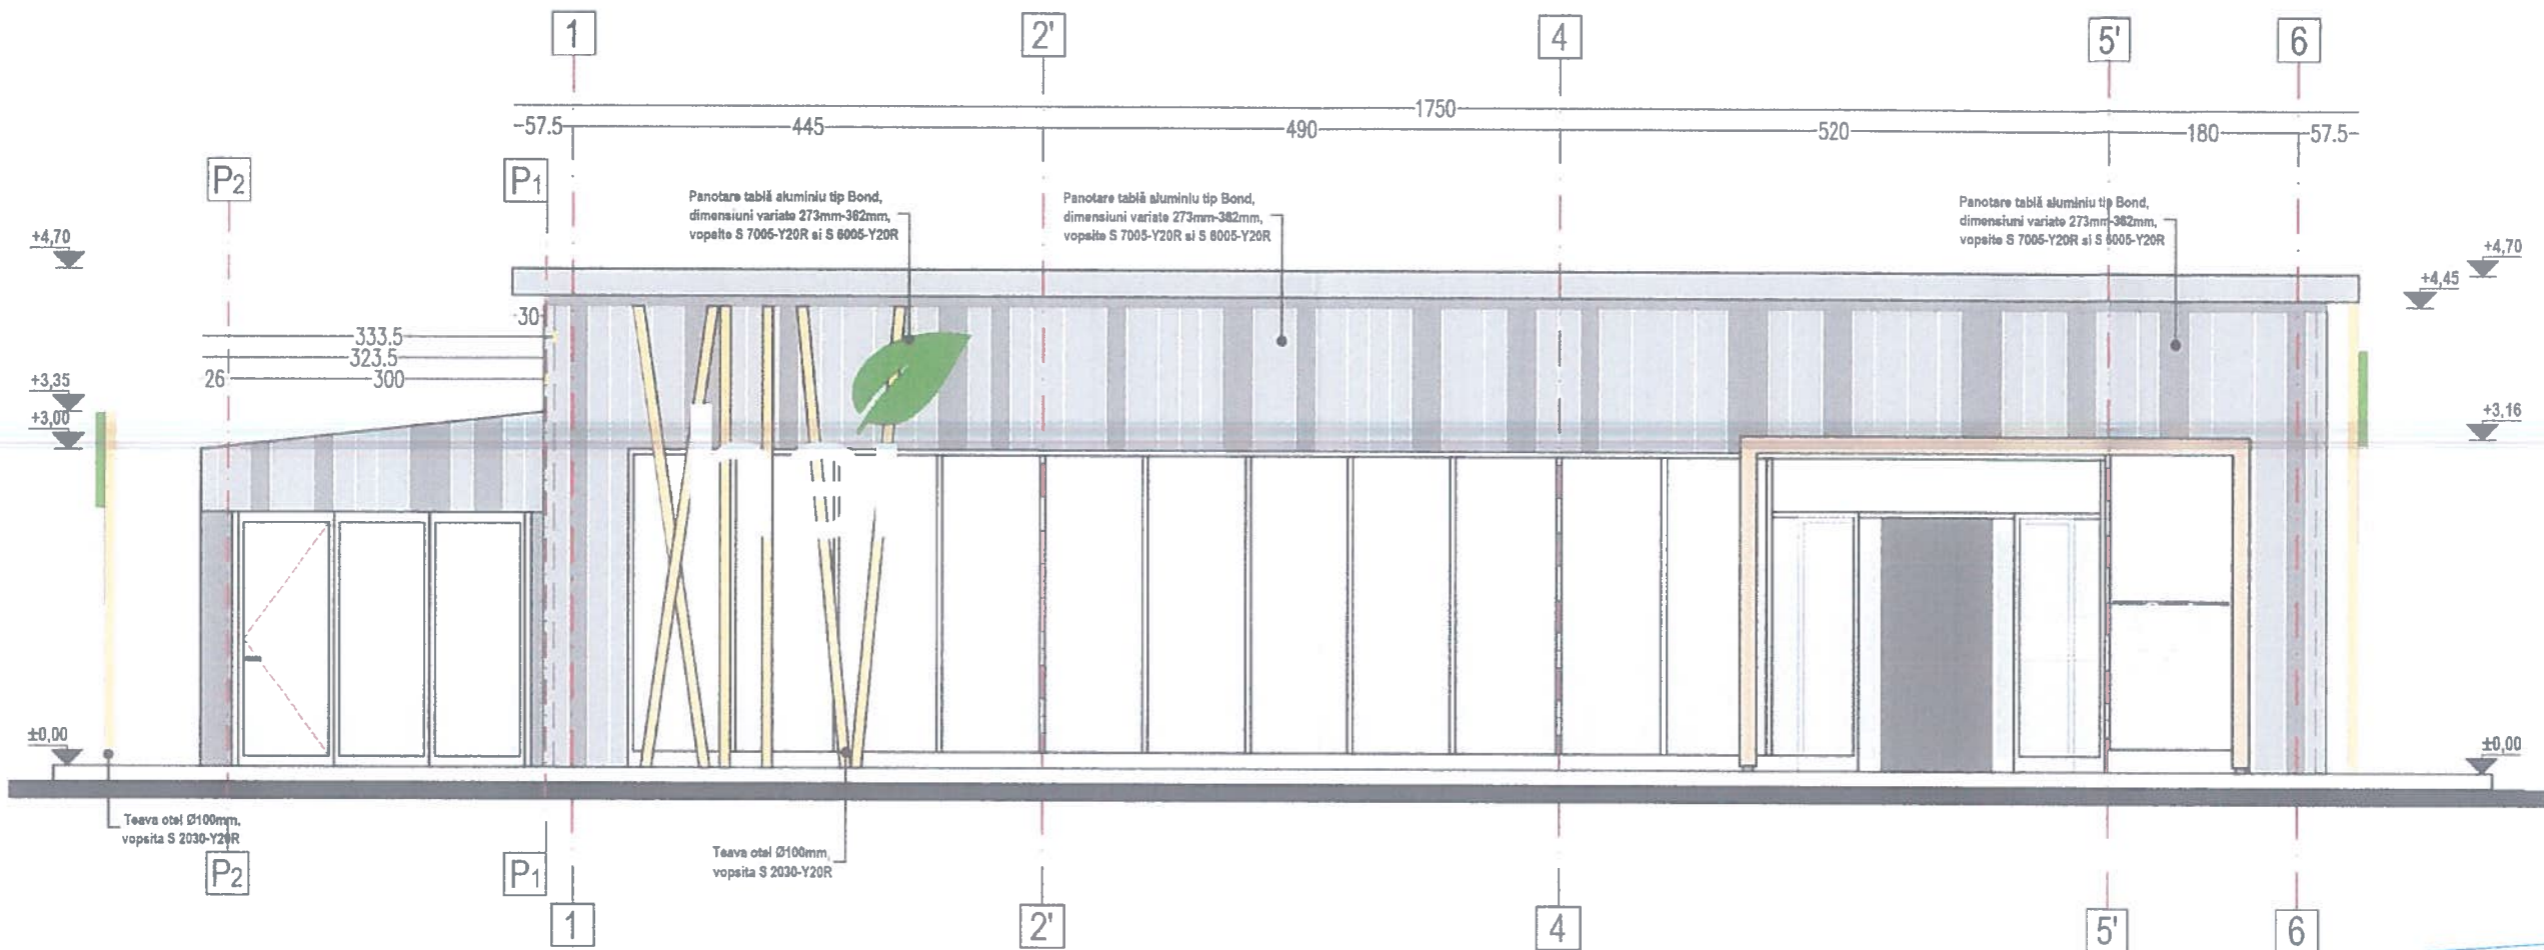 1 2' 4 5' 6
1750
57.5 445 490 520 180 57.5
P2 P1
Panotare tablă aluminiu tip Bond,
dimensiuni variate 273mm-362mm,
vopsite S 7005-Y20R si S 6005-Y20R
Panotare tablă aluminiu tip Bond,
dimensiuni variate 273mm-362mm,
vopsite S 7005-Y20R si S 6005-Y20R
Panotare tablă aluminiu tip Bond,
dimensiuni variate 273mm-362mm,
vopsite S 7005-Y20R si S 6005-Y20R
+4,70
+4,70
+4,45
30
333.5
323.5
26 300
+3,35
+3,00
+3,16
±0,00
±0,00
Teava otel Ø100mm,
vopsita S 2030-Y20R
Teava otel Ø100mm,
vopsita S 2030-Y20R
P2 P1
1 2' 4 5' 6